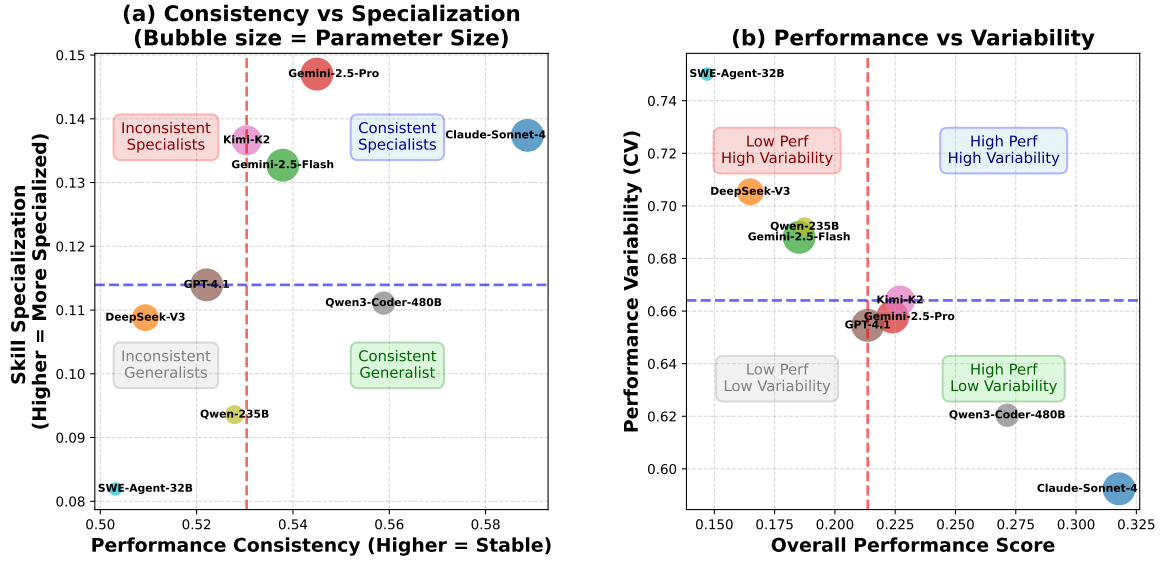 (a) Consistency vs Specialization
(Bubble size = Parameter Size)
Skill Specialization
(Higher = More Specialized)
0.15
0.14
0.13
0.12
0.11
0.10
0.09
0.08
Gemini-2.5-Pro
Inconsistent
Specialists
Kimi-K2
Consistent
Specialists
Claude-Sonnet-4
Gemini-2.5-Flash
GPT-4.1
Qwen3-Coder-480B
DeepSeek-V3
Inconsistent
Generalists
Consistent
Generalist
Qwen-235B
SWE-Agent-32B
0.50 0.52 0.54 0.56 0.58
Performance Consistency (Higher = Stable)
(b) Performance vs Variability
Performance Variability (CV)
0.74
0.72
0.70
0.68
0.66
0.64
0.62
0.60
SWE-Agent-32B
Low Perf
High Variability
High Perf
High Variability
DeepSeek-V3
Qwen-235B
Gemini-2.5-Flash
Kimi-K2
Gemini-2.5-Pro
GPT-4.1
Low Perf
Low Variability
High Perf
Low Variability
Qwen3-Coder-480B
Claude-Sonnet-4
0.150 0.175 0.200 0.225 0.250 0.275 0.300 0.325
Overall Performance Score